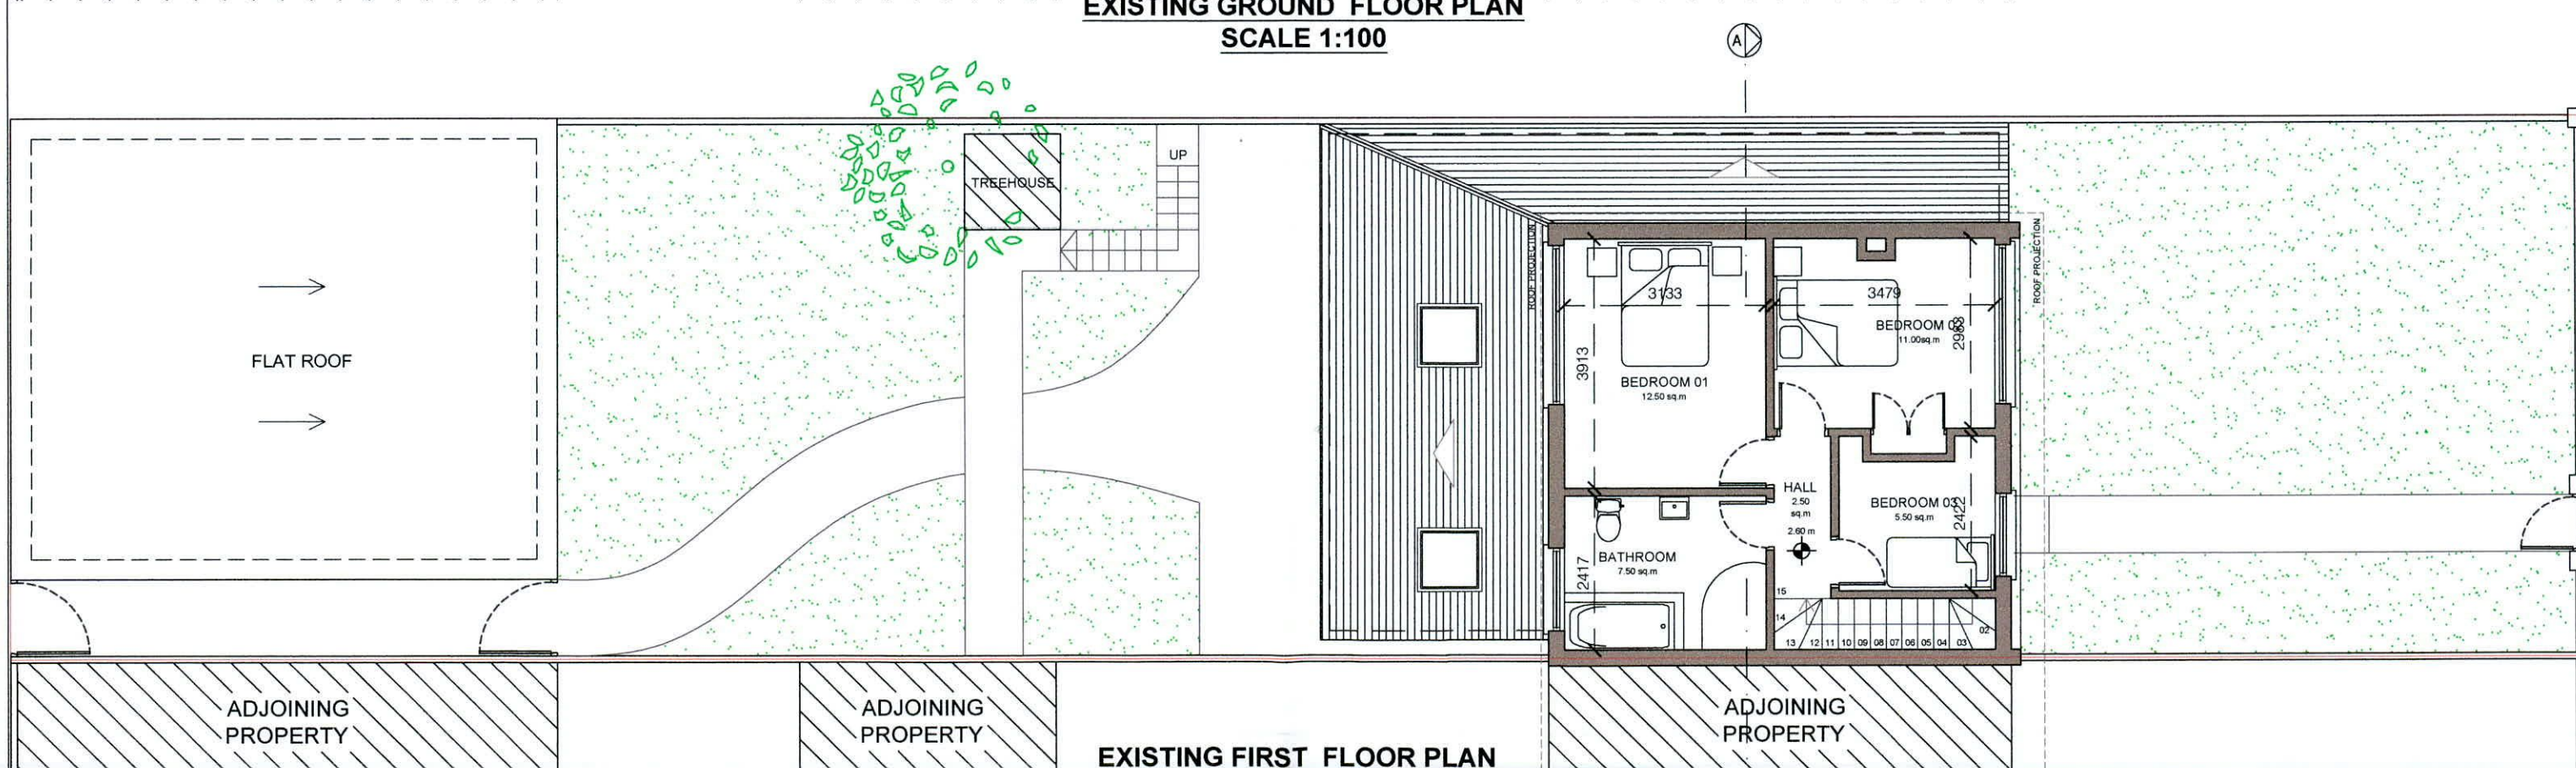 EXISTING GROUND FLOOR PLAN
SCALE 1:100
A
UP
TREEHOUSE
FLAT ROOF
ROOF PROJECTION
ROOF PROJECTION
3133
3479
3913
BEDROOM 01
12.50 sq.m
BEDROOM 02
11.00sq.m
2983
HALL
2.50
sq.m
2.60 m
BEDROOM 03
5.50 sq.m
2422
BATHROOM
7.50 sq.m
2417
15
14
13 12 11 10 09 08 07 06 05 04 03 02
ADJOINING
PROPERTY
ADJOINING
PROPERTY
ADJOINING
PROPERTY
EXISTING FIRST FLOOR PLAN